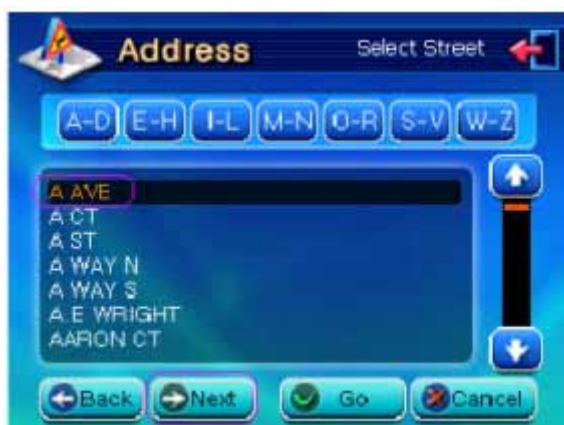 Address Select Street
A-D E-H I-L M-N O-R S-V W-Z
A AVE
A CT
A ST
A WAY N
A WAY S
A E WRIGHT
AARON CT
Back Next Go Cancel